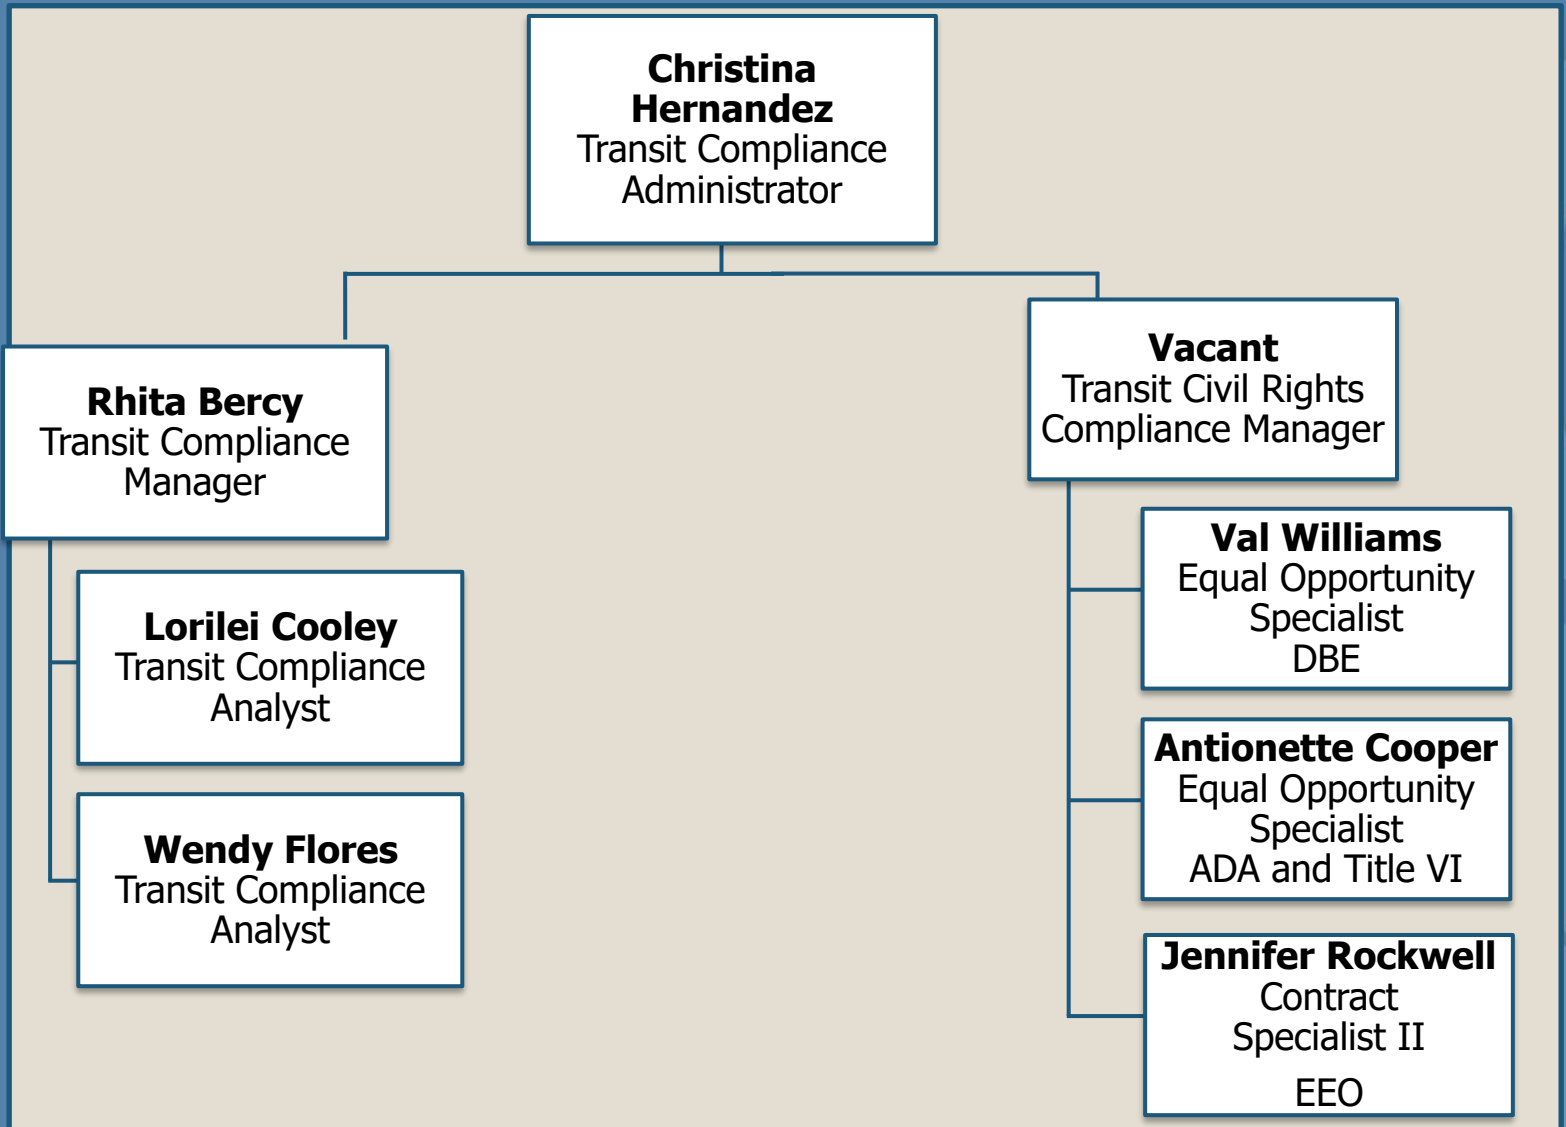 Christina
Hernandez
Transit Compliance
Administrator
Rhita Bercy
Transit Compliance
Manager
Lorilei Cooley
Transit Compliance
Analyst
Wendy Flores
Transit Compliance
Analyst
Vacant
Transit Civil Rights
Compliance Manager
Val Williams
Equal Opportunity
Specialist
DBE
Antionette Cooper
Equal Opportunity
Specialist
ADA and Title VI
Jennifer Rockwell
Contract
Specialist II
EEO